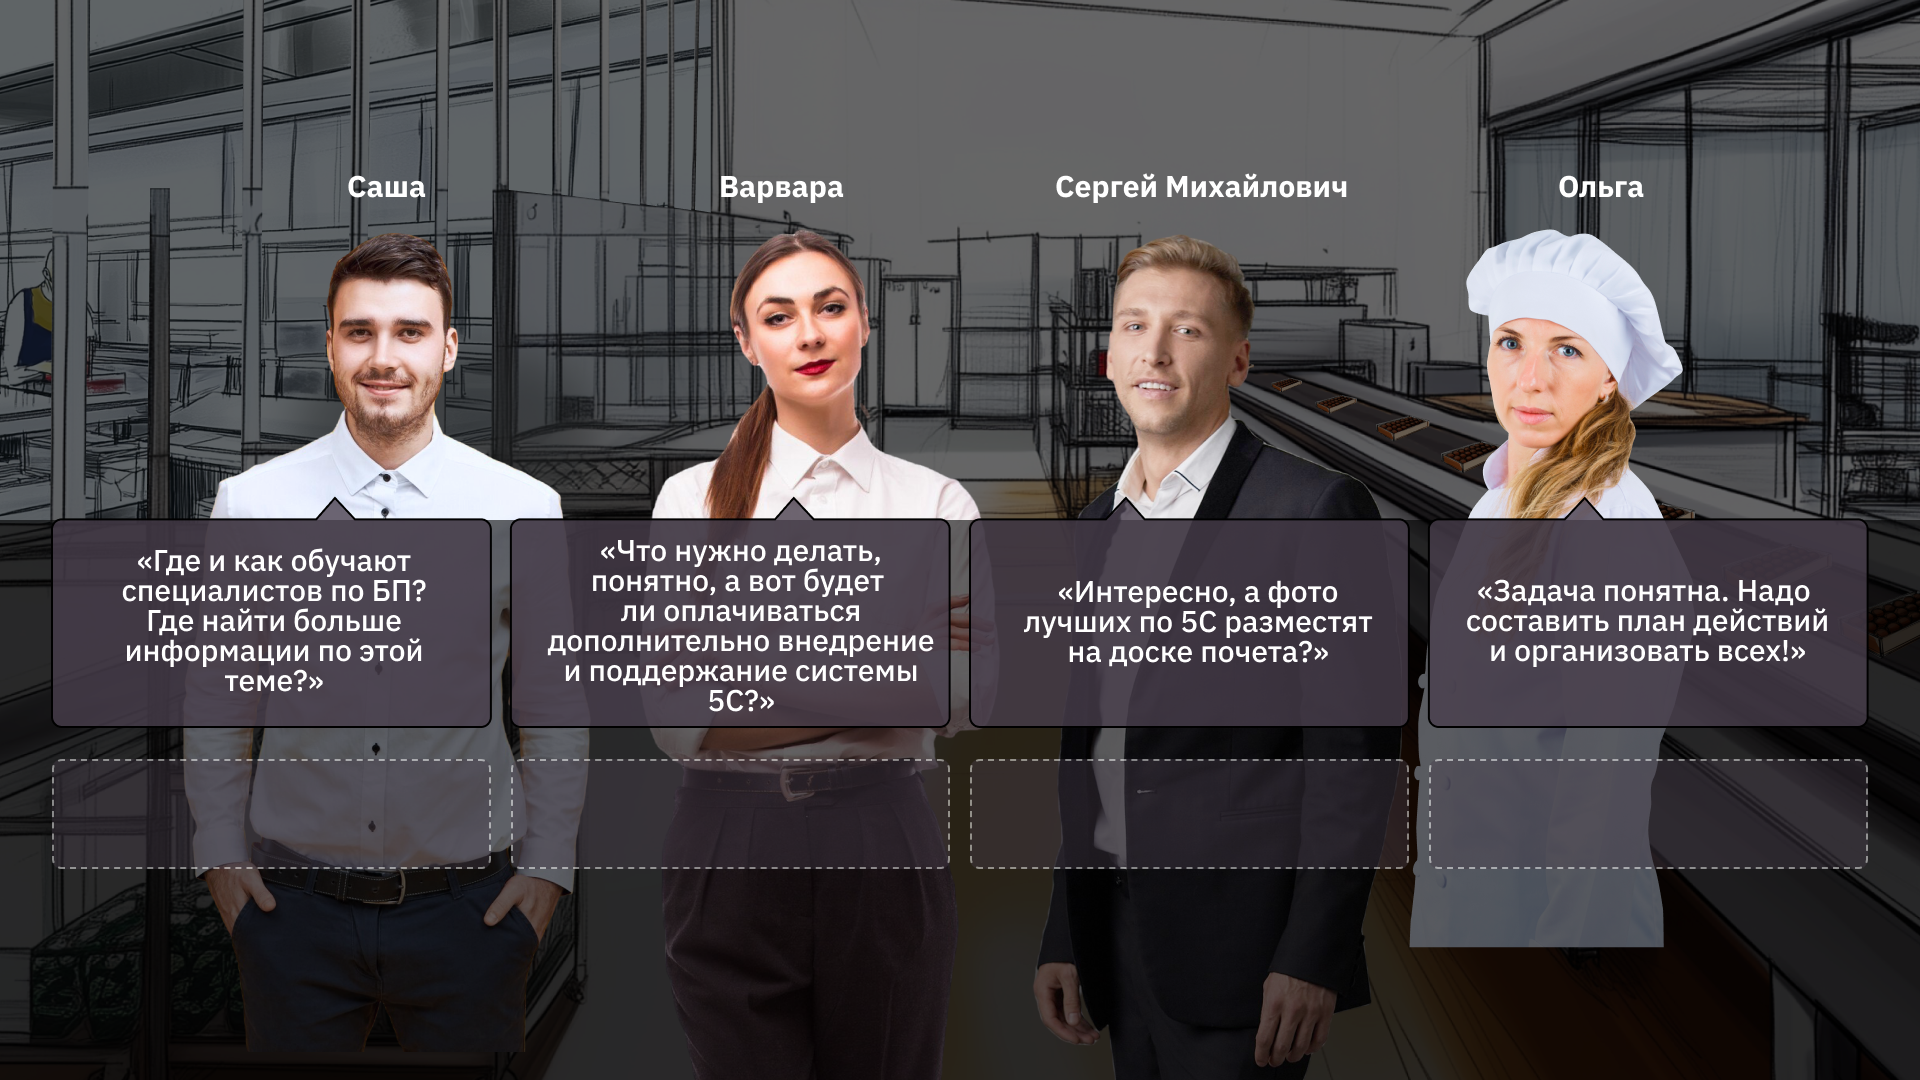 Саша
Варвара
Сергей Михайлович
Ольга
«Где и как обучают
специалистов по БП?
Где найти больше
информации по этой
теме?»
«Что нужно делать,
понятно, а вот будет
ли оплачиваться
дополнительно внедрение
и поддержание системы
5С?»
«Интересно, а фото
лучших по 5С разместят
на доске почета?»
«Задача понятна. Надо
составить план действий
и организовать всех!»